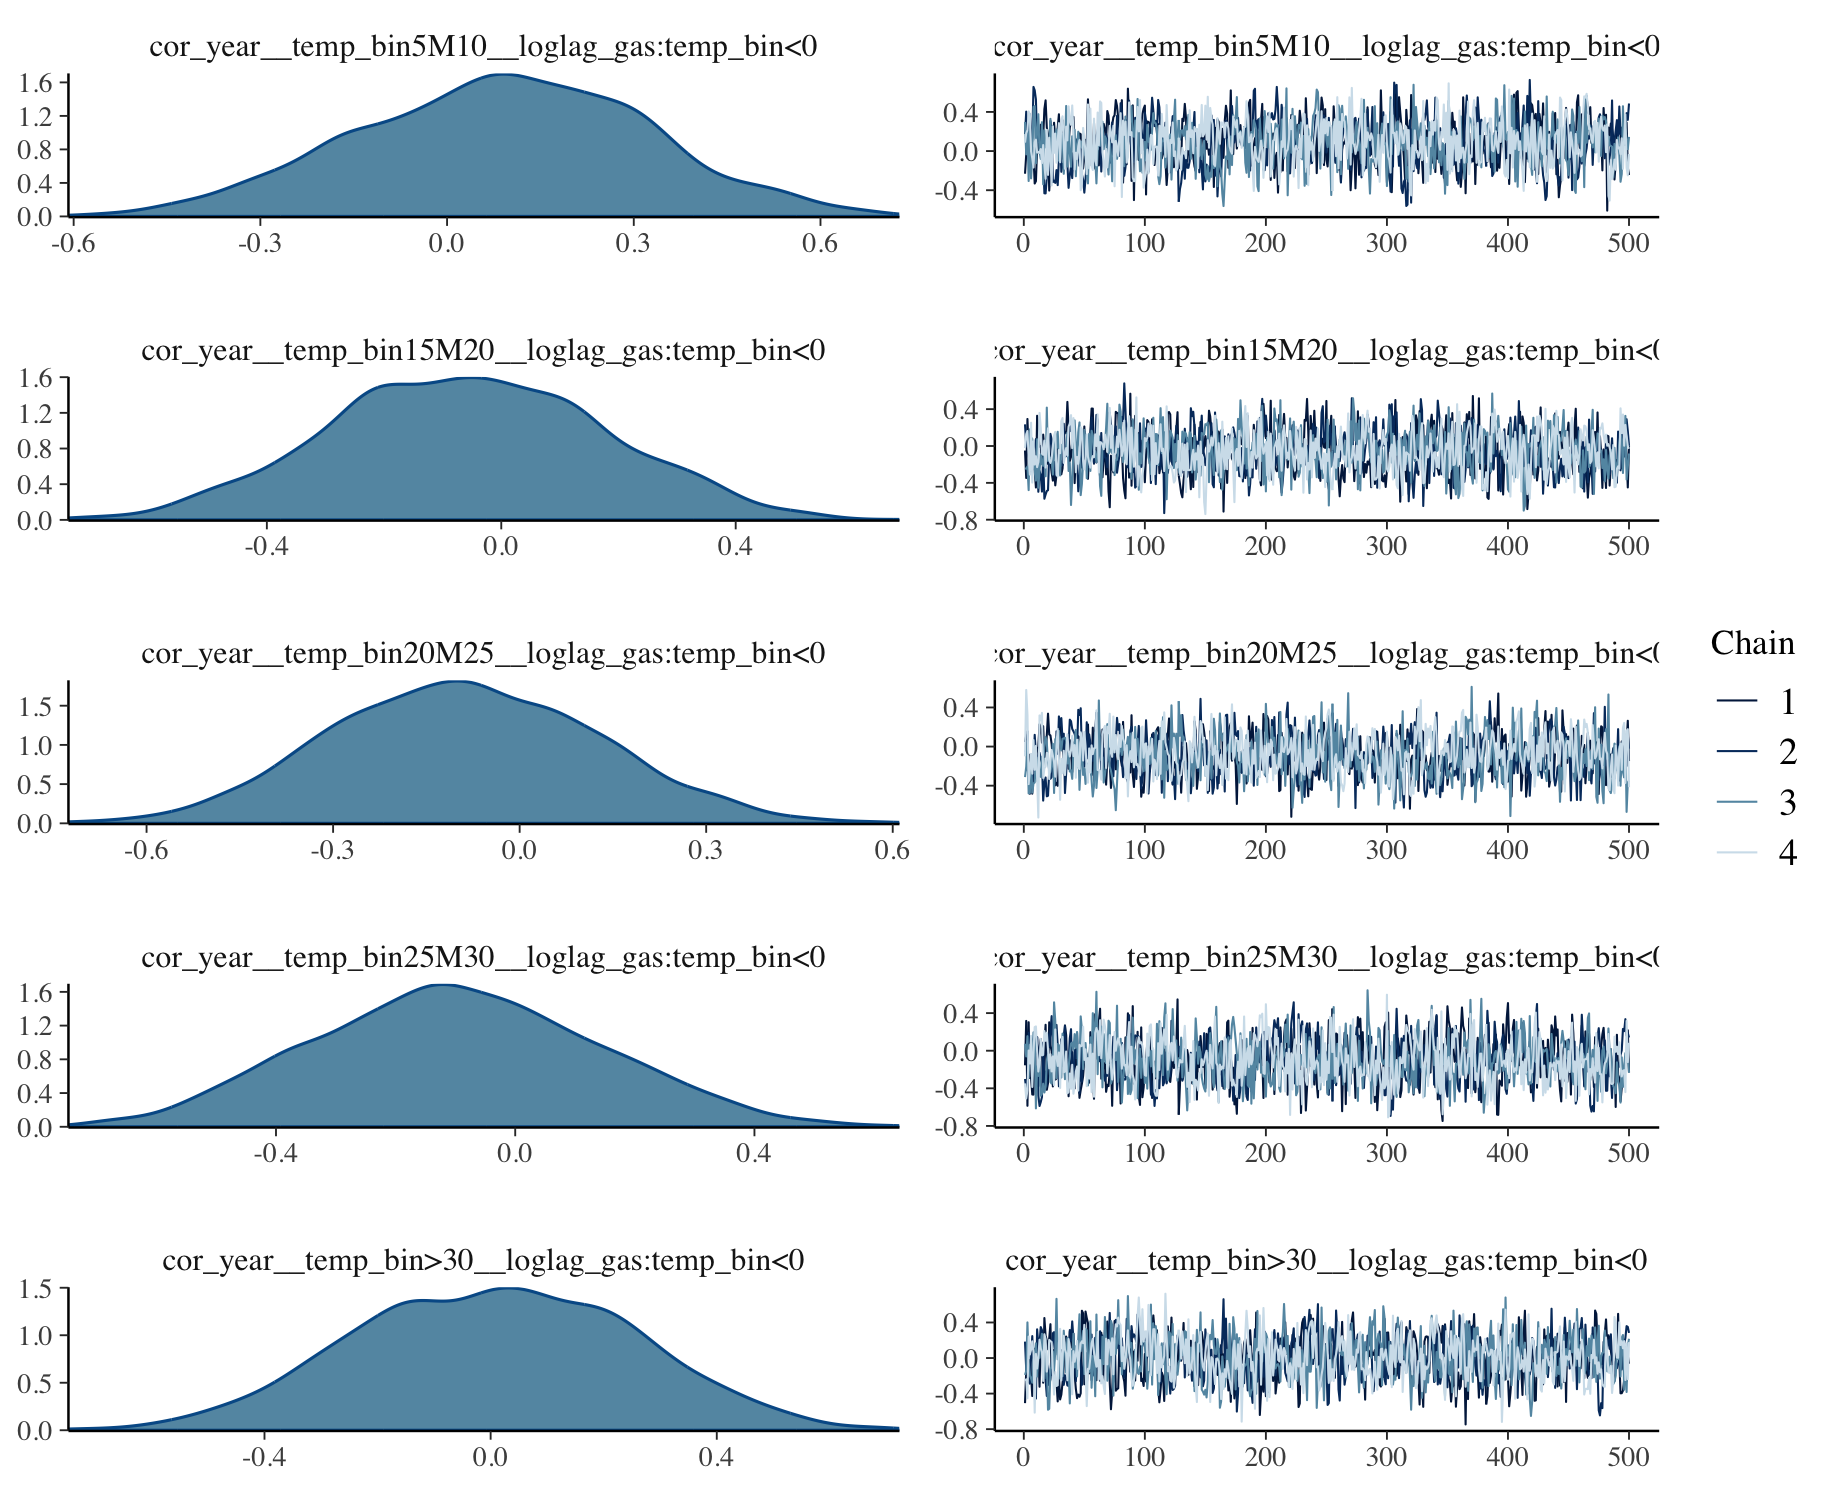 cor_year__temp_bin5M10__loglag_gas:temp_bin<0
1.6
1.2
0.8
0.4
0.0
-0.6 -0.3 0.0 0.3 0.6
cor_year__temp_bin5M10__loglag_gas:temp_bin<0
0.4
0.0
-0.4
0 100 200 300 400 500
cor_year__temp_bin15M20__loglag_gas:temp_bin<0
1.6
1.2
0.8
0.4
0.0
-0.4 0.0 0.4
cor_year__temp_bin15M20__loglag_gas:temp_bin<0
0.4
0.0
-0.4
-0.8
0 100 200 300 400 500
cor_year__temp_bin20M25__loglag_gas:temp_bin<0
1.5
1.0
0.5
0.0
-0.6 -0.3 0.0 0.3 0.6
cor_year__temp_bin20M25__loglag_gas:temp_bin<0
0.4
0.0
-0.4
0 100 200 300 400 500
Chain
1
2
3
4
cor_year__temp_bin25M30__loglag_gas:temp_bin<0
1.6
1.2
0.8
0.4
0.0
-0.4 0.0 0.4
cor_year__temp_bin25M30__loglag_gas:temp_bin<0
0.4
0.0
-0.4
-0.8
0 100 200 300 400 500
cor_year__temp_bin>30__loglag_gas:temp_bin<0
1.5
1.0
0.5
0.0
-0.4 0.0 0.4
cor_year__temp_bin>30__loglag_gas:temp_bin<0
0.4
0.0
-0.4
-0.8
0 100 200 300 400 500